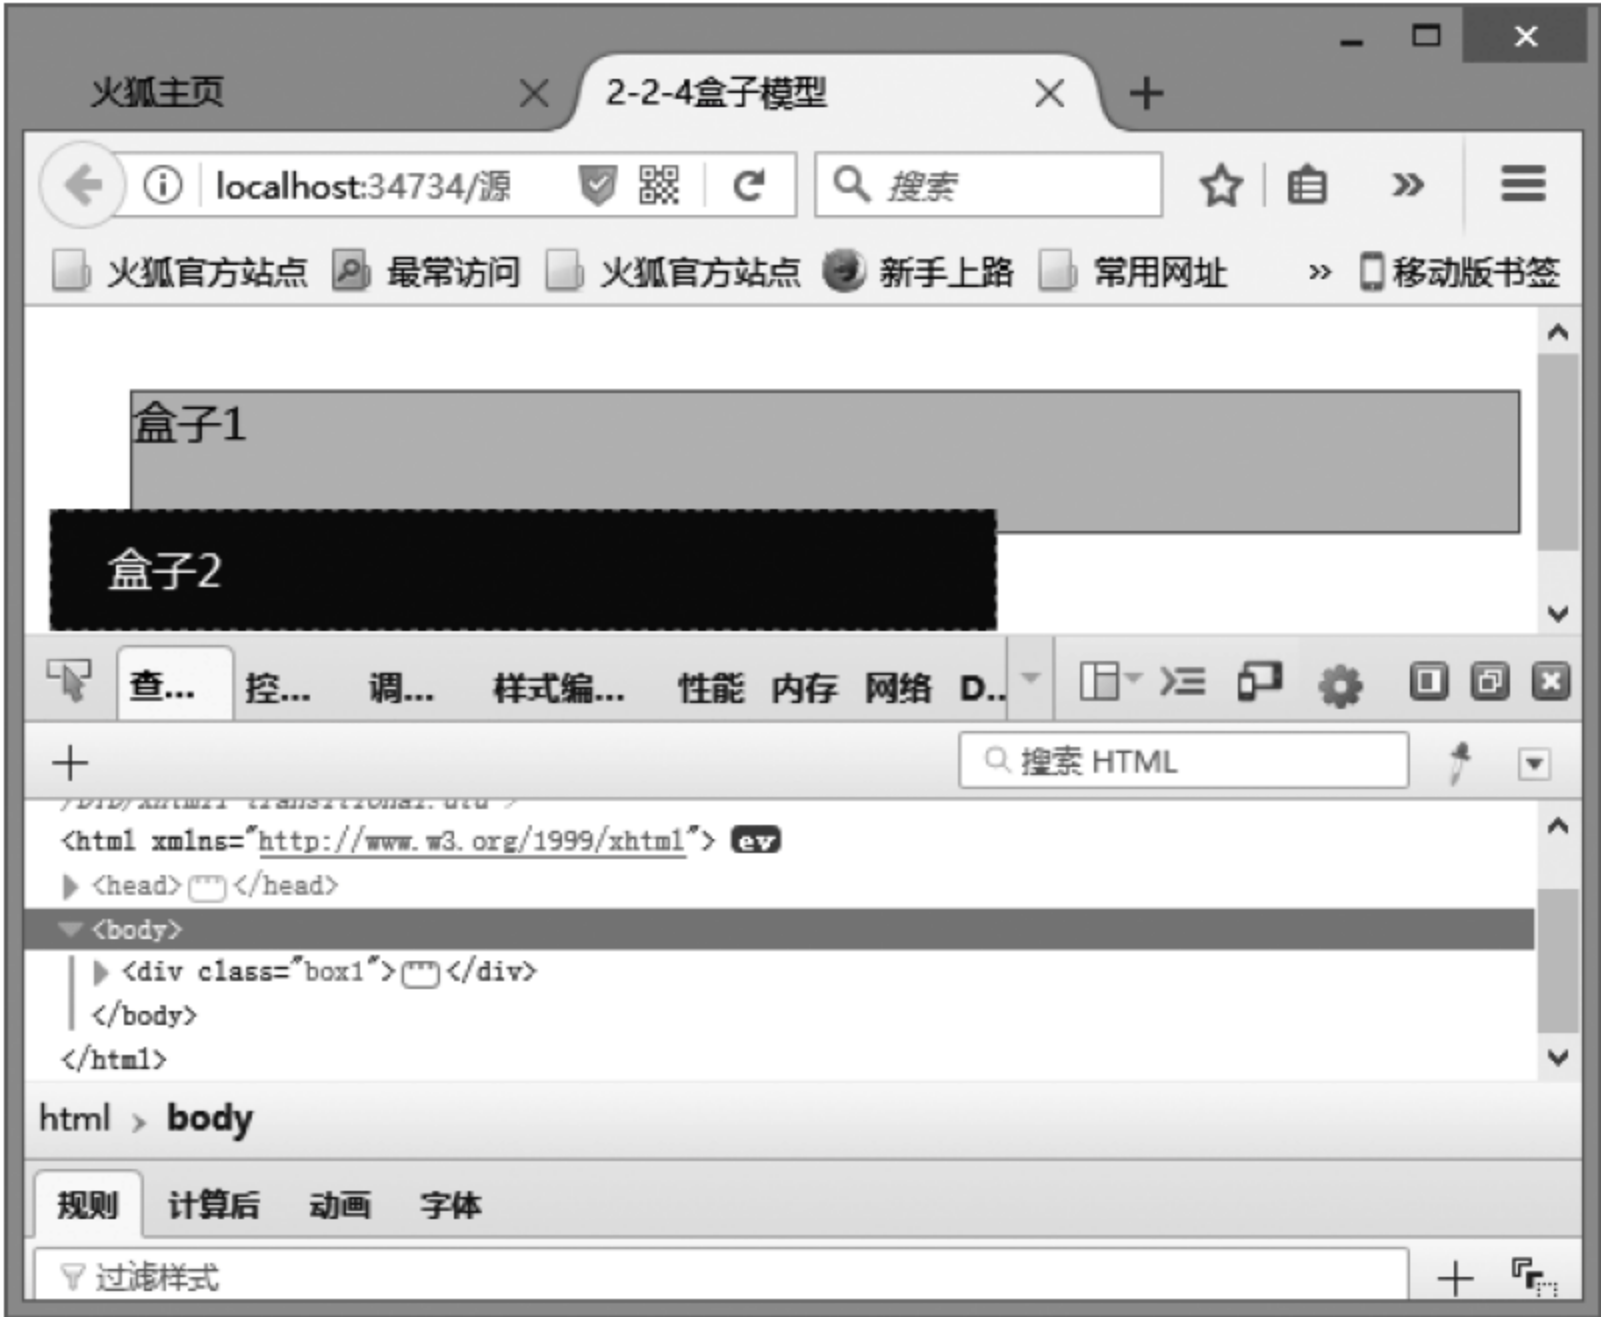 火狐主页 2-2-4盒子模型
localhost:34734/源 搜索
火狐官方站点 最常访问 火狐官方站点 新手上路 常用网址 » 移动版书签
盒子1
盒子2
查... 控... 调... 样式编... 性能 内存 网络 D..
搜索 HTML
/DTD/xhtml1-transitional.dtd">
<html xmlns="http://www.w3.org/1999/xhtml"> ev
<head></head>
<body>
<div class="box1"></div>
</body>
</html>
html > body
规则 计算后 动画 字体
过滤样式